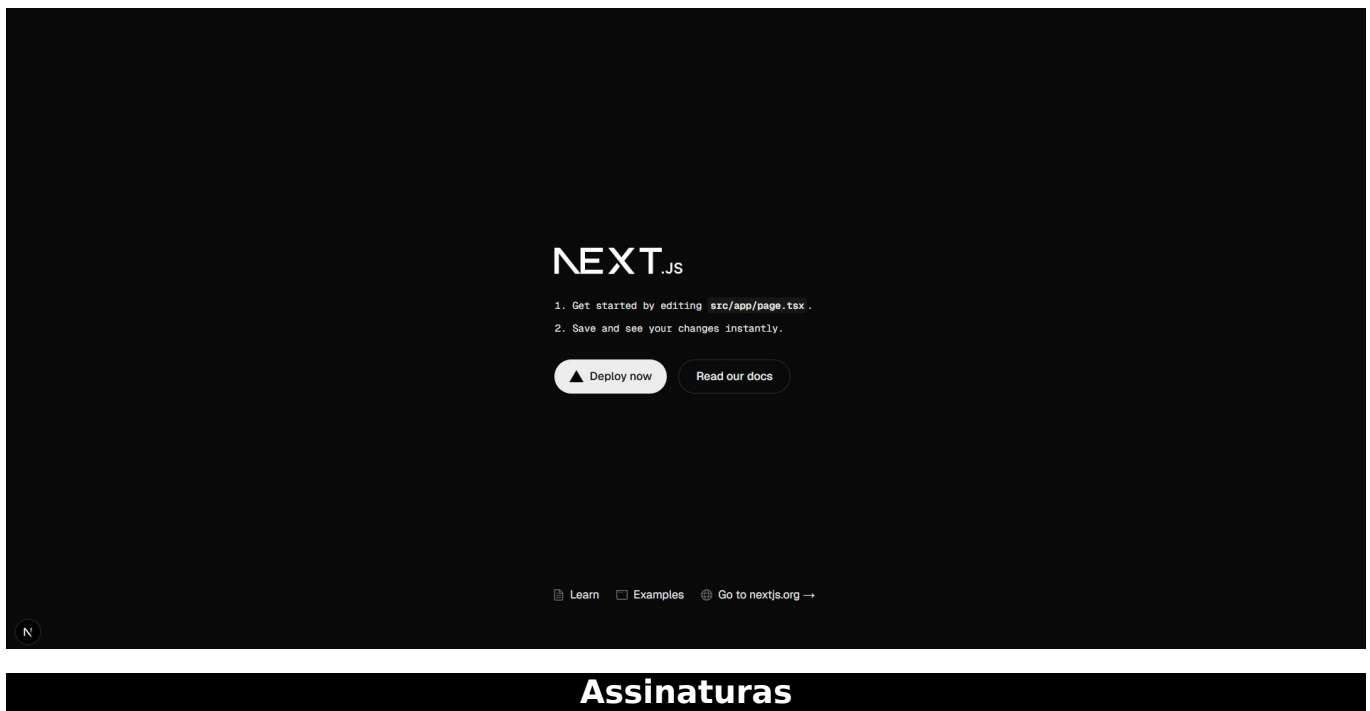 NEXT.JS
1. Get started by editing src/app/page.tsx.
2. Save and see your changes instantly.
Deploy now Read our docs
Learn Examples Go to nextjs.org →
N
Assinaturas